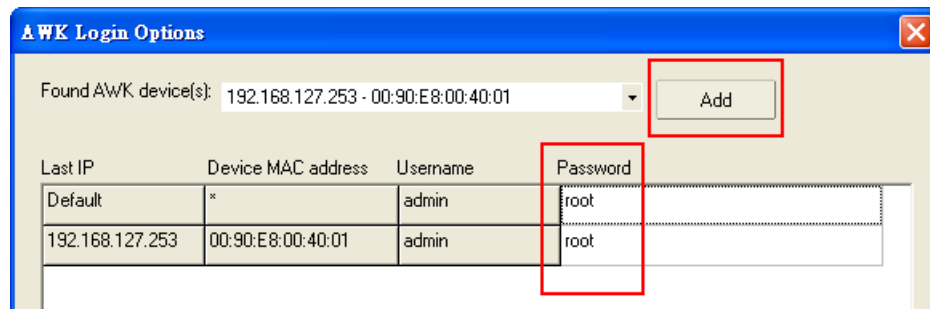 AWK Login Options
Found AWK device(s): 192.168.127.253 - 00:90:E8:00:40:01 Add
Last IP Device MAC address Username Password
Default * admin root
192.168.127.253 00:90:E8:00:40:01 admin root